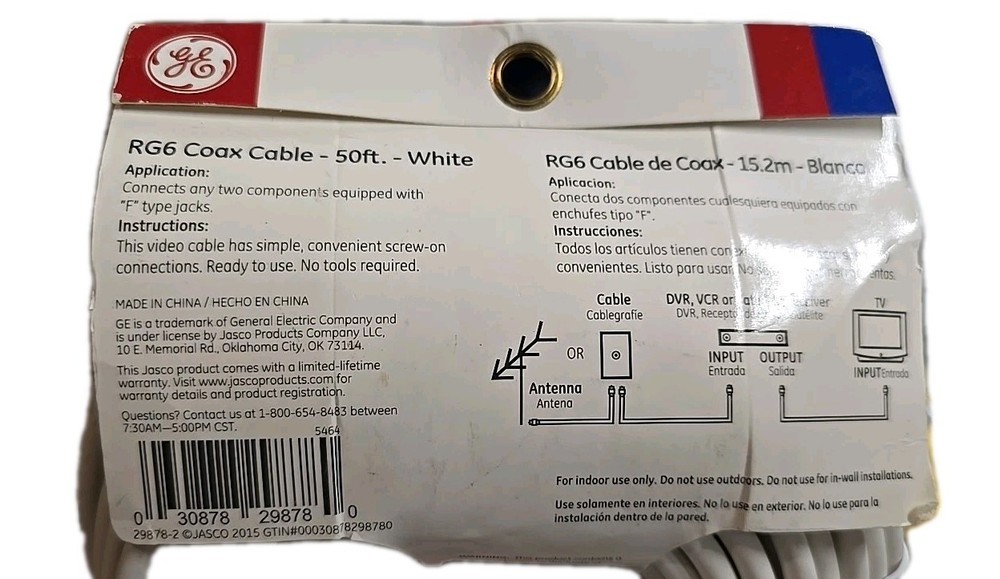 GE
RG6 Coax Cable - 50ft. - White
Application:
Connects any two components equipped with
"F" type jacks.
Instructions:
This video cable has simple, convenient screw-on
connections. Ready to use. No tools required.
MADE IN CHINA / HECHO EN CHINA
GE is a trademark of General Electric Company and
is under license by Jasco Products Company LLC,
10 E. Memorial Rd., Oklahoma City, OK 73114.
This Jasco product comes with a limited-lifetime
warranty. Visit www.jascoproducts.com for
warranty details and product registration.
Questions? Contact us at 1-800-654-8483 between
7:30AM—5:00PM CST.
5464
0 30878 29878 0
29878-2 ©JASCO 2015 GTIN#00030878298780
RG6 Cable de Coax - 15.2m - Blanco
Aplicacion:
Conecta dos componentes cualesquiera equipados con
enchufes tipo "F".
Instrucciones:
Todos los artículos tienen
convenientes. Listo para usar. No
Cable
Cablegrafie
DVR, VCR or
DVR,
TV
OR
INPUT
Entrada
OUTPUT
Salida
INPUT Entrada
Antenna
Antena
For indoor use only. Do not use outdoors. Do not use for in-wall installations.
Use solamente en interiores. No lo use en exterior. No lo use para la
instalación dentro de la pared.
WARNING: This product contains